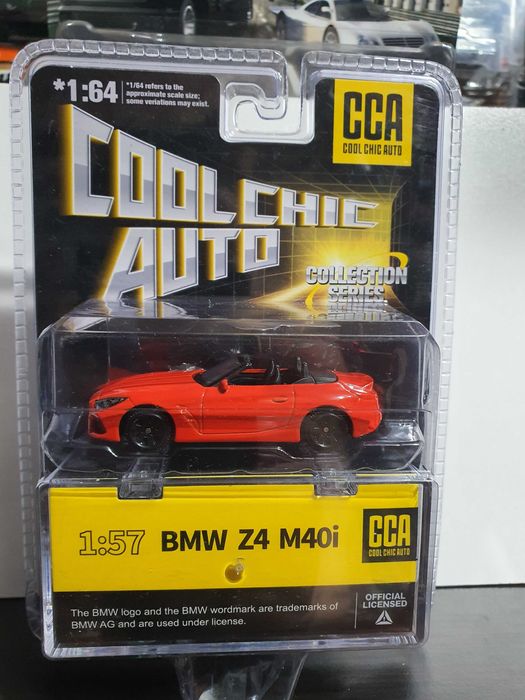 *1:64
*1/64 refers to the
approximate scale size;
some veriations may exist.
CCA
COOL CHIC AUTO
COOL CHIC
AUTO
COLLECTION
SERIES
1:57 BMW Z4 M40i
CCA
COOL CHIC AUTO
The BMW logo and the BMW wordmark are trademarks of
BMW AG and are used under license.
OFFICIAL
LICENSED